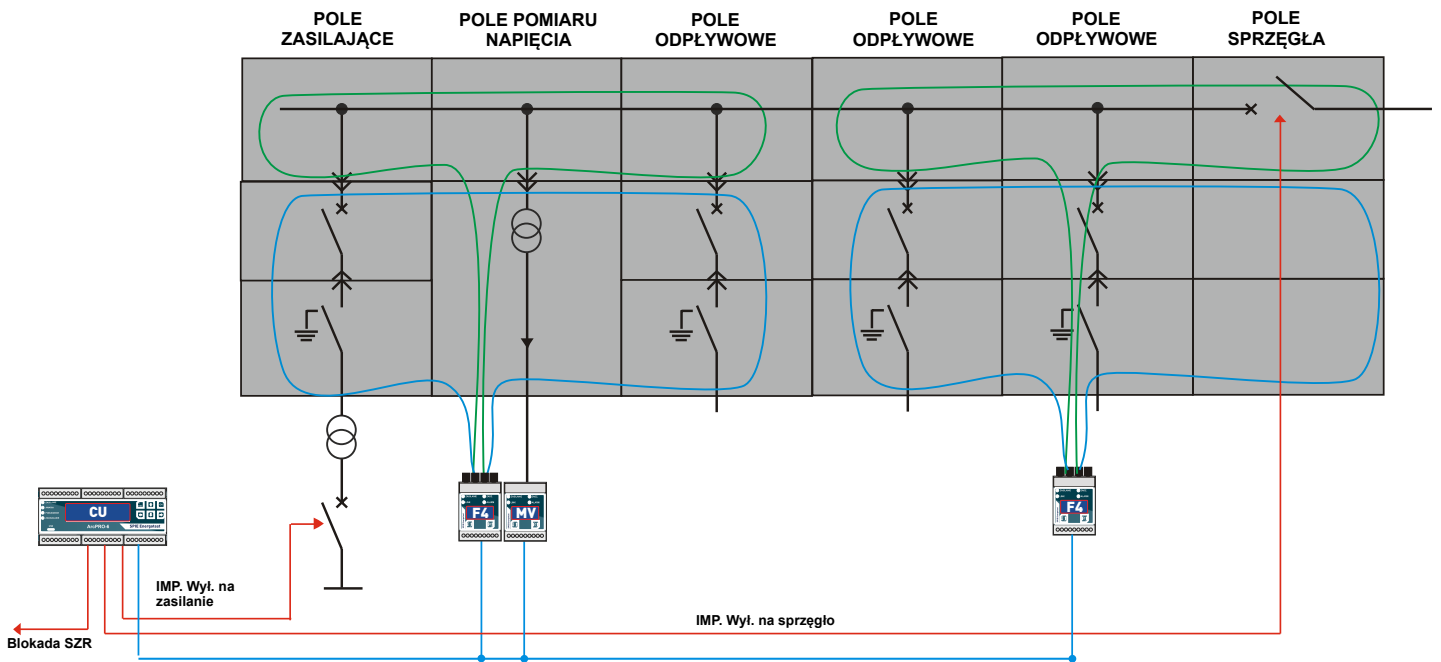 POLE
ZASILAJĄCE
POLE POMIARU
NAPIĘCIA
POLE
ODPŁYWOWE
POLE
ODPŁYWOWE
POLE
ODPŁYWOWE
POLE
SPRZĘGŁA
CU
F4
MV
F4
IMP. Wył. na
zasilanie
IMP. Wył. na sprzęgło
Blokada SZR